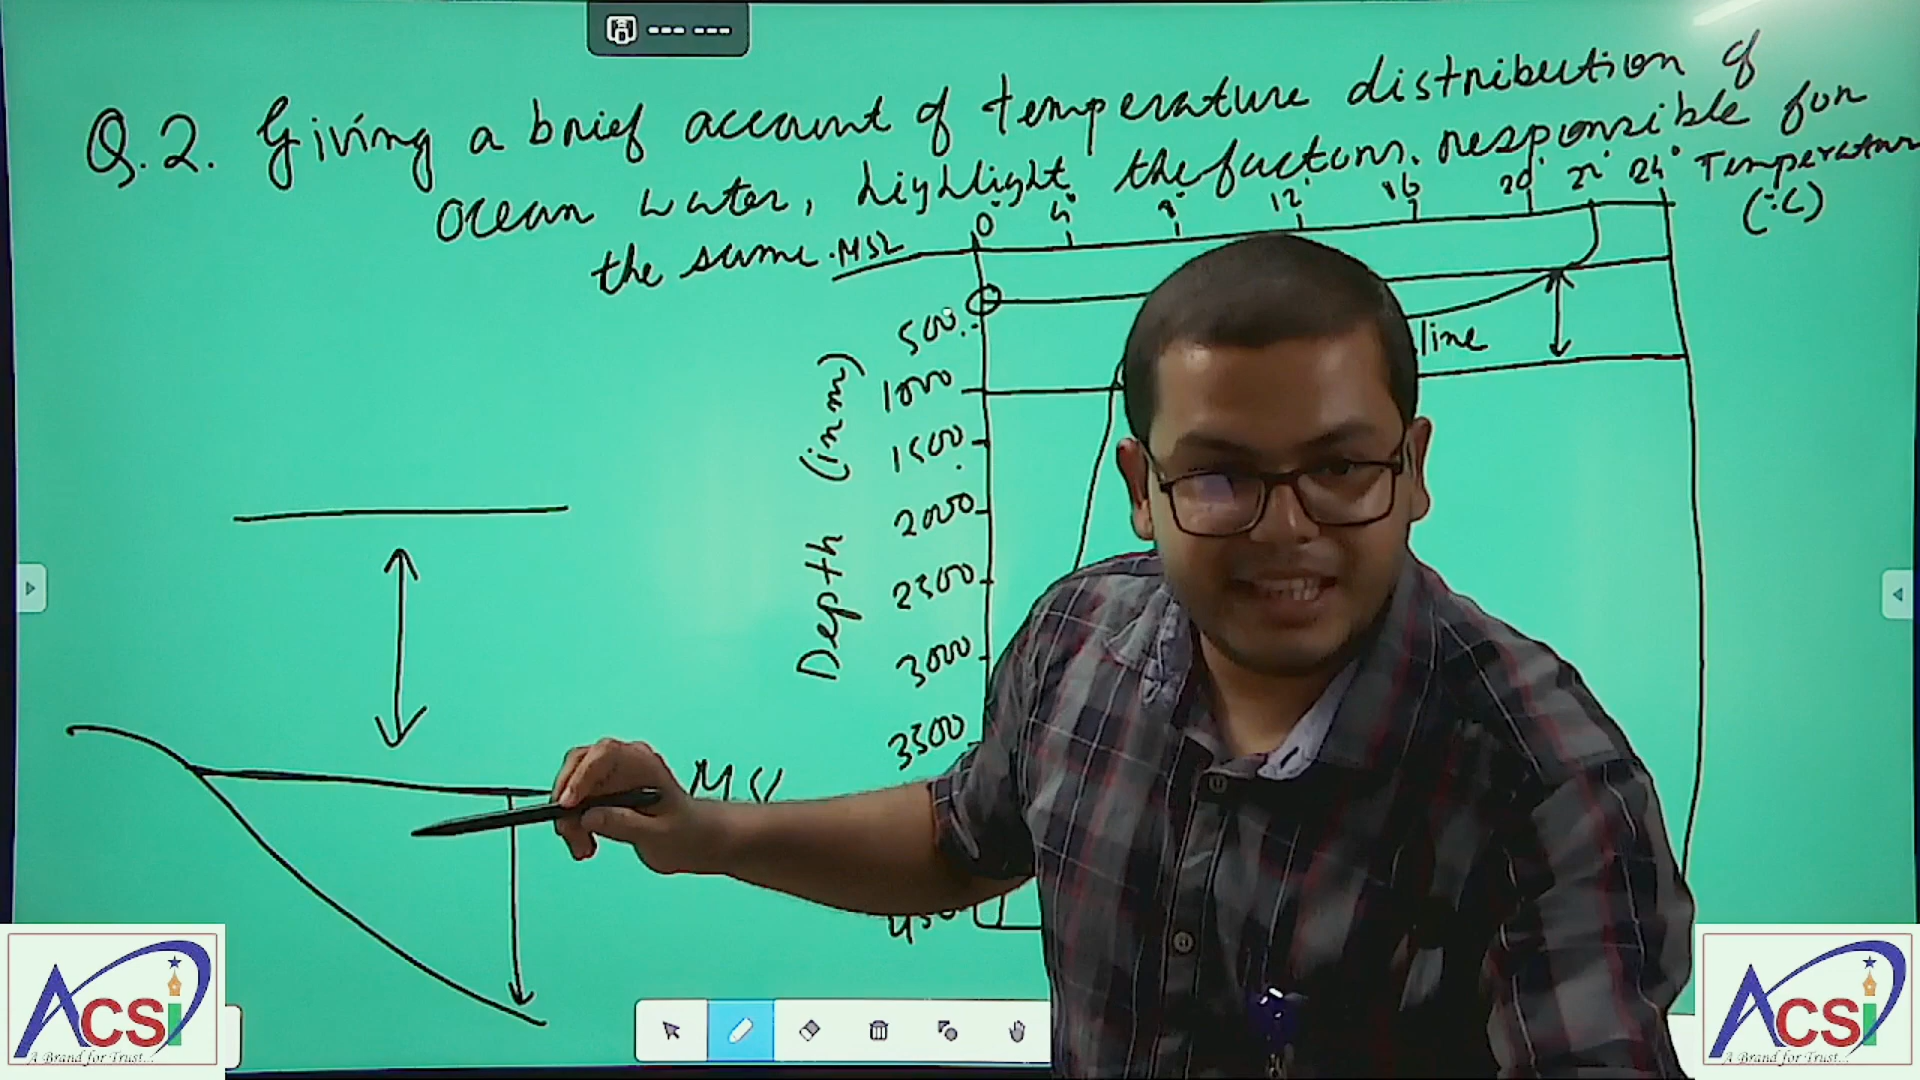 Q.2. Giving a brief account of temperature distribution of
ocean water, highlight the factors responsible for
the same.
MSL
0° 4° 8° 12° 16 20° 22° 24° Temperature
(°C)
line
Depth (in m)
500
1000
1500
2000
2500
3000
3500
ACSi
A Brand for Trust...
ACSi
A Brand for Trust...